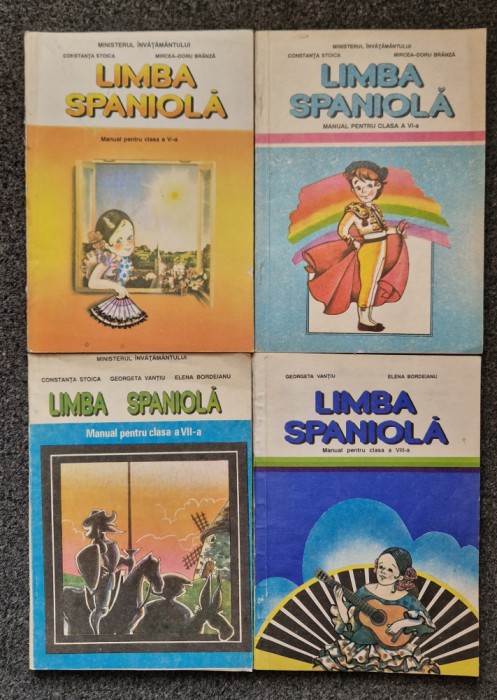 MINISTERUL ÎNVĂȚĂMÂNTULUI
CONSTANȚA STOICA MIRCEA-DORU BRÂNZĂ
LIMBA
SPANIOLĂ
Manual pentru clasa a V-a
MINISTERUL ÎNVĂȚĂMÂNTULUI
CONSTANȚA STOICA MIRCEA-DORU BRÂNZĂ
LIMBA
SPANIOLĂ
MANUAL PENTRU CLASA A VI-a
MINISTERUL ÎNVĂȚĂMÂNTULUI
CONSTANȚA STOICA GEORGETA VANȚIU ELENA BORDEIANU
LIMBA SPANIOLĂ
Manual pentru clasa a VII-a
GEORGETA VANȚIU ELENA BORDEIANU
LIMBA
SPANIOLĂ
Manual pentru clasa a VIII-a